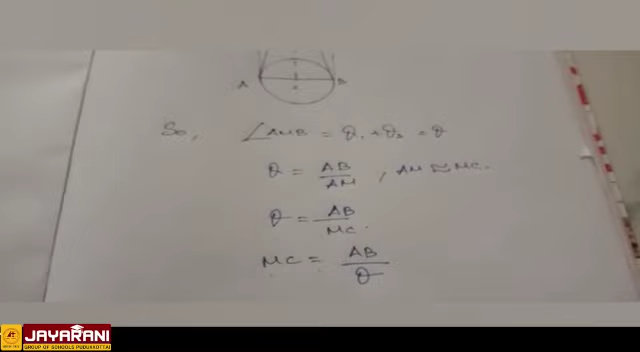 A B
So, ∠AMB = θ₁ + θ₂ = θ
θ = AB/AM , AM ≈ MC.
θ = AB/MC.
MC = AB/θ
JAYARANI
GROUP OF SCHOOLS PUDUKKOTTAI